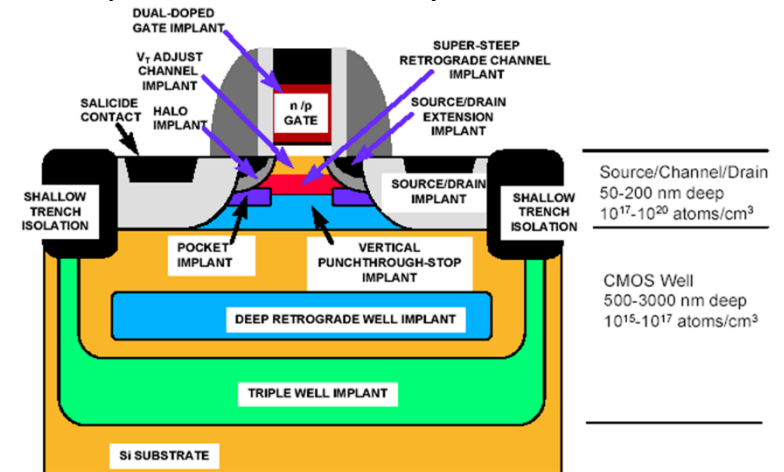 DUAL-DOPED
GATE IMPLANT
V_T ADJUST
CHANNEL
IMPLANT
SUPER-STEEP
RETROGRADE CHANNEL
IMPLANT
SALICIDE
CONTACT
HALO
IMPLANT
n /p
GATE
SOURCE/DRAIN
EXTENSION
IMPLANT
SHALLOW
TRENCH
ISOLATION
SOURCE/DRAIN
IMPLANT
SHALLOW
TRENCH
ISOLATION
Source/Channel/Drain
50-200 nm deep
10¹⁷-10²⁰ atoms/cm³
POCKET
IMPLANT
VERTICAL
PUNCHTHROUGH-STOP
IMPLANT
CMOS Well
500-3000 nm deep
10¹⁵-10¹⁷ atoms/cm³
DEEP RETROGRADE WELL IMPLANT
TRIPLE WELL IMPLANT
Si SUBSTRATE